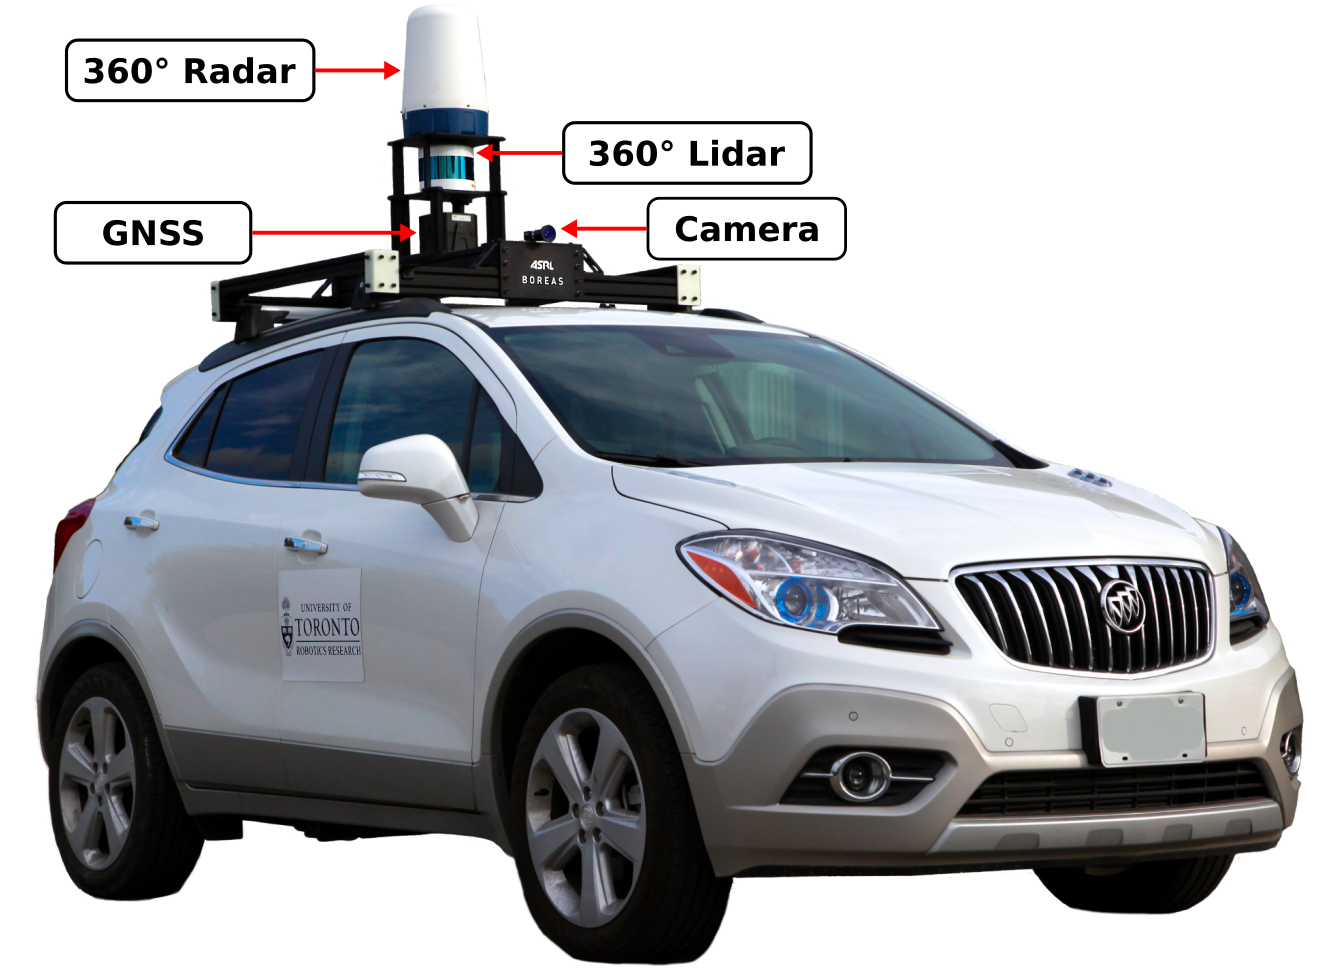 360° Radar
360° Lidar
GNSS
Camera
ASRL
BOREAS
UNIVERSITY OF
TORONTO
ROBOTICS RESEARCH